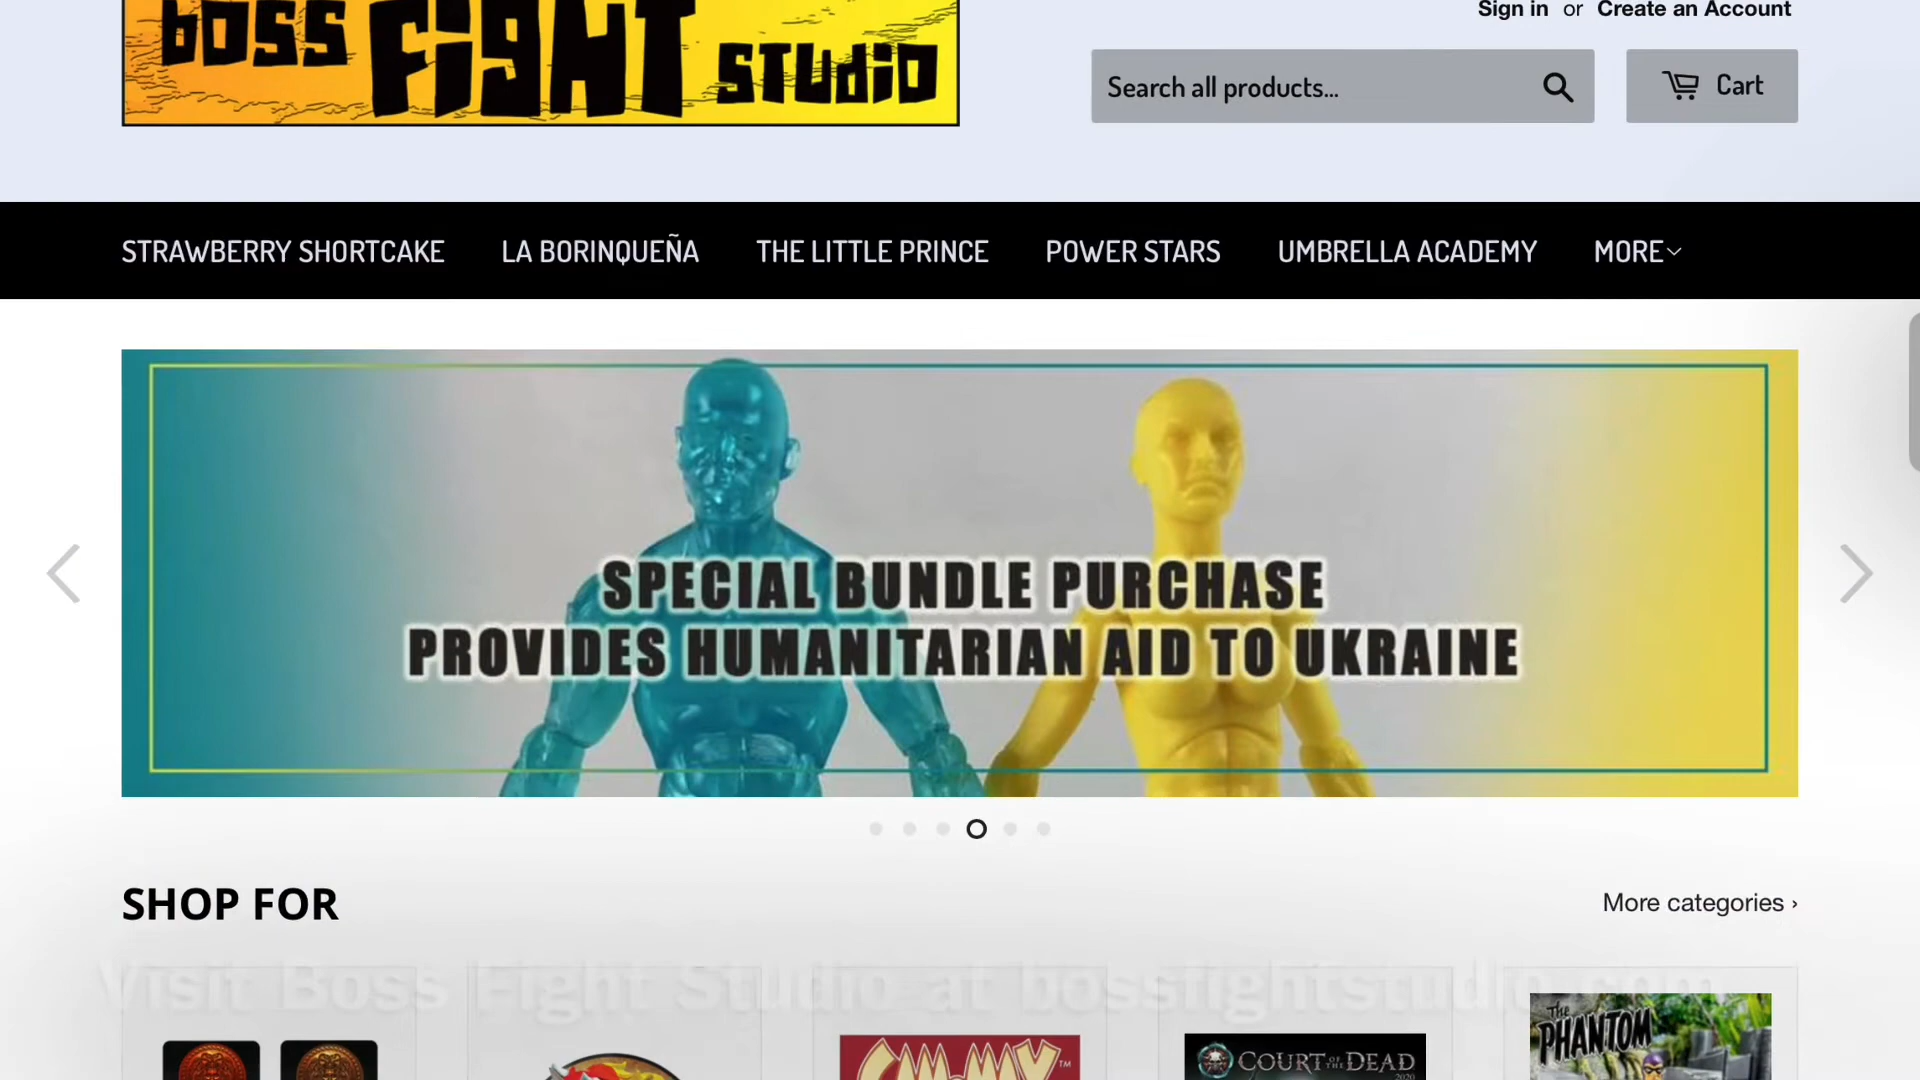 boss fight studio
Sign in or Create an Account
Search all products...
Cart
STRAWBERRY SHORTCAKE
LA BORINQUEÑA
THE LITTLE PRINCE
POWER STARS
UMBRELLA ACADEMY
MORE
SPECIAL BUNDLE PURCHASE
PROVIDES HUMANITARIAN AID TO UKRAINE
SHOP FOR
More categories ›
Visit Boss Fight Studio at bossfightstudio.com
The
PHANTOM
COURT OF THE DEAD
2020